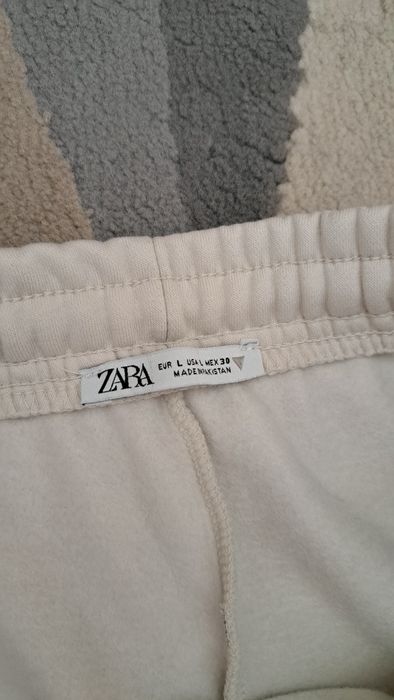 ZARA
EUR L USA L MEX 30
MADE IN PAKISTAN